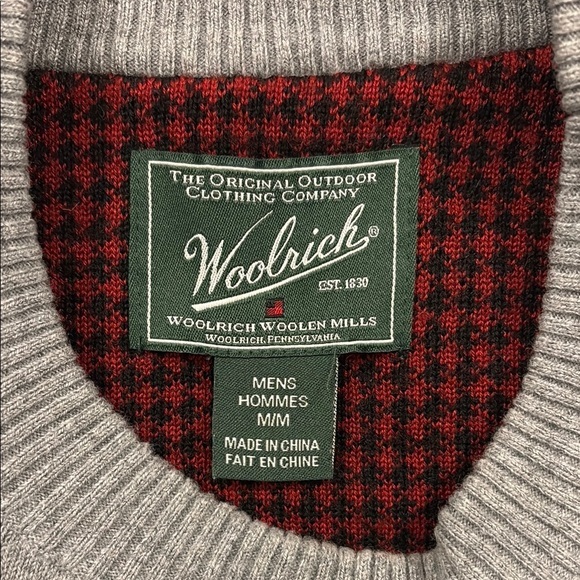 THE ORIGINAL OUTDOOR
CLOTHING COMPANY
Woolrich®
EST. 1830
WOOLRICH WOOLEN MILLS
WOOLRICH, PENNSYLVANIA
MENS
HOMMES
M/M
MADE IN CHINA
FAIT EN CHINE